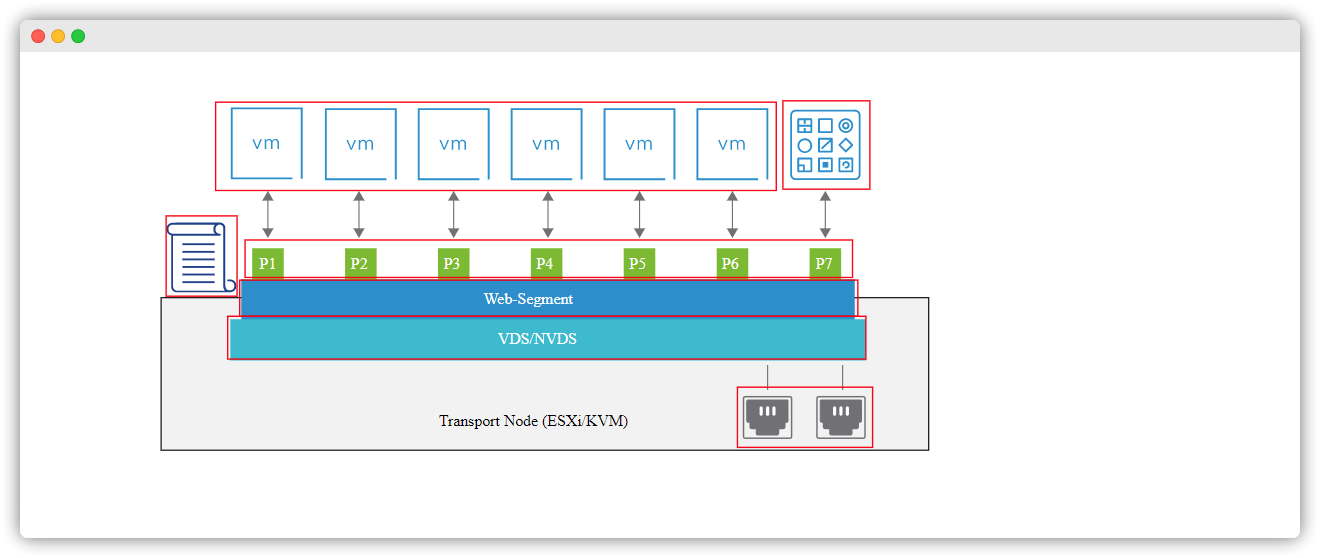 vm vm vm vm vm vm
P1 P2 P3 P4 P5 P6 P7
Web-Segment
VDS/NVDS
Transport Node (ESXi/KVM)